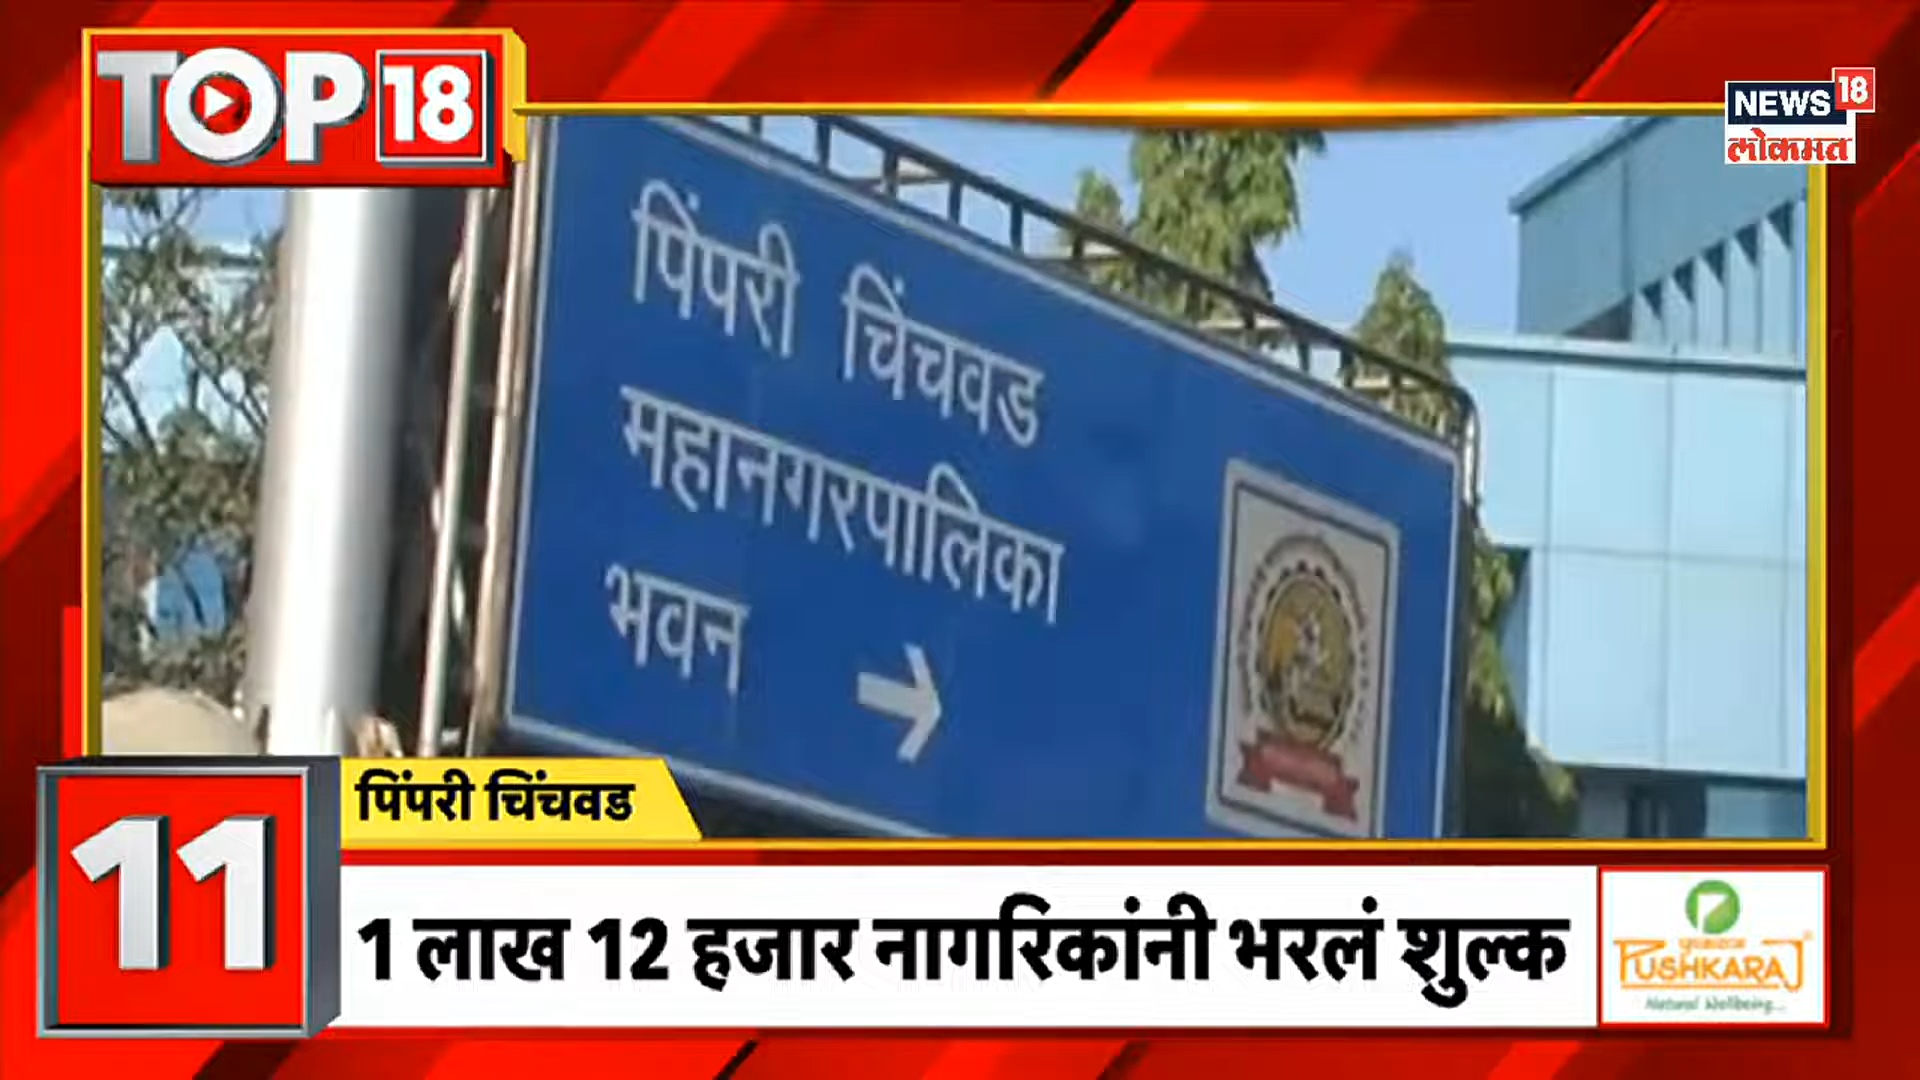 TOP 18
NEWS 18
लोकमत
पिंपरी चिंचवड
महानगरपालिका
भवन
पिंपरी चिंचवड
11
1 लाख 12 हजार नागरिकांनी भरलं शुल्क
पुष्कराज
PUSHKARAJ
Natural Wellbeing...